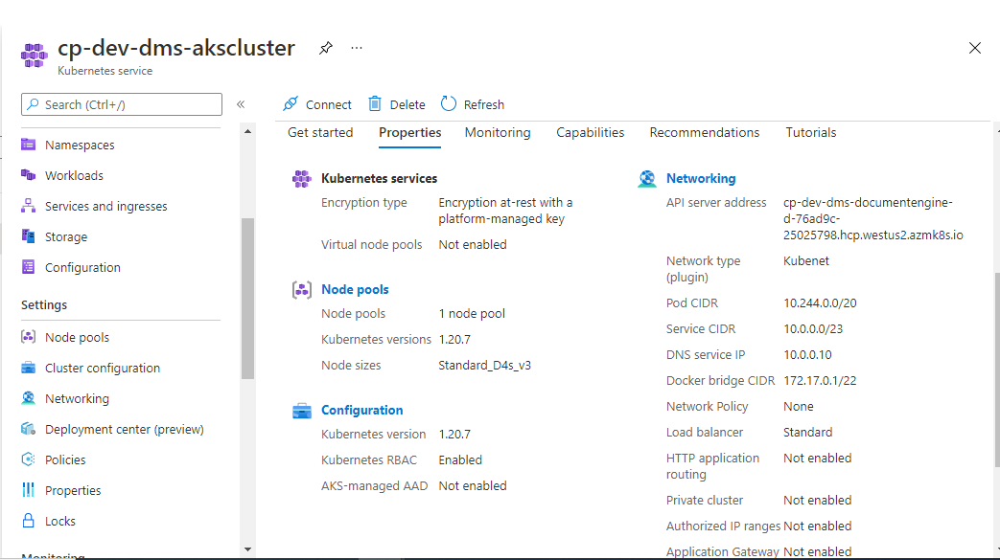 cp-dev-dms-akscluster
Kubernetes service
Search (Ctrl+/)
Namespaces
Workloads
Services and ingresses
Storage
Configuration
Settings
Node pools
Cluster configuration
Networking
Deployment center (preview)
Policies
Properties
Locks
Monitoring
Connect Delete Refresh
Get started Properties Monitoring Capabilities Recommendations Tutorials
Kubernetes services
Encryption type Encryption at-rest with a
platform-managed key
Virtual node pools Not enabled
Node pools
Node pools 1 node pool
Kubernetes versions 1.20.7
Node sizes Standard_D4s_v3
Configuration
Kubernetes version 1.20.7
Kubernetes RBAC Enabled
AKS-managed AAD Not enabled
Networking
API server address cp-dev-dms-documentengine-
d-76ad9c-
25025798.hcp.westus2.azmk8s.io
Network type Kubenet
(plugin)
Pod CIDR 10.244.0.0/20
Service CIDR 10.0.0.0/23
DNS service IP 10.0.0.10
Docker bridge CIDR 172.17.0.1/22
Network Policy None
Load balancer Standard
HTTP application Not enabled
routing
Private cluster Not enabled
Authorized IP ranges Not enabled
Application Gateway Not enabled